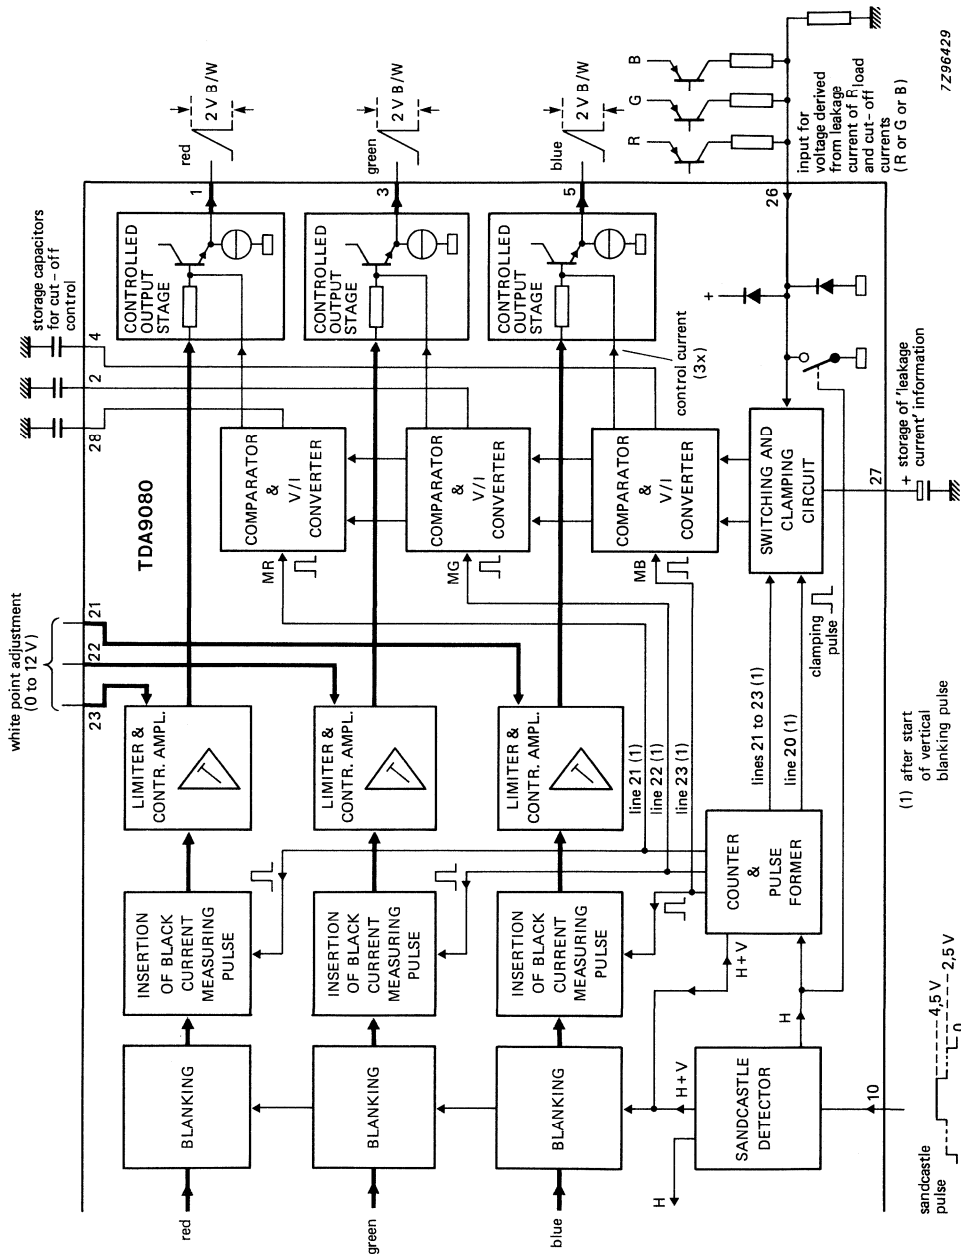 white point adjustment
(0 to 12 V)
23
22
21
storage capacitors
for cut-off
control
28
2
4
TDA9080
red
BLANKING
INSERTION
OF BLACK
CURRENT
MEASURING
PULSE
LIMITER &
CONTR. AMPL.
COMPARATOR
&
V/I
CONVERTER
MR
CONTROLLED
OUTPUT
STAGE
1
red
2 V B/W
green
BLANKING
INSERTION
OF BLACK
CURRENT
MEASURING
PULSE
LIMITER &
CONTR. AMPL.
COMPARATOR
&
V/I
CONVERTER
MG
CONTROLLED
OUTPUT
STAGE
3
green
2 V B/W
blue
BLANKING
INSERTION
OF BLACK
CURRENT
MEASURING
PULSE
LIMITER &
CONTR. AMPL.
COMPARATOR
&
V/I
CONVERTER
MB
CONTROLLED
OUTPUT
STAGE
5
blue
2 V B/W
control current
(3x)
line 21 (1)
line 22 (1)
line 23 (1)
H
H+V
H+V
SANDCASTLE
DETECTOR
H
COUNTER
&
PULSE
FORMER
lines 21 to 23 (1)
line 20 (1)
clamping
pulse
SWITCHING AND
CLAMPING
CIRCUIT
+
R
G
B
26
input for
voltage derived
from leakage
current of Rload
and cut-off
currents
(R or G or B)
10
27
+
storage of 'leakage
current' information
sandcastle
pulse
4,5 V
2,5 V
0
(1) after start
of vertical
blanking pulse
7Z96429